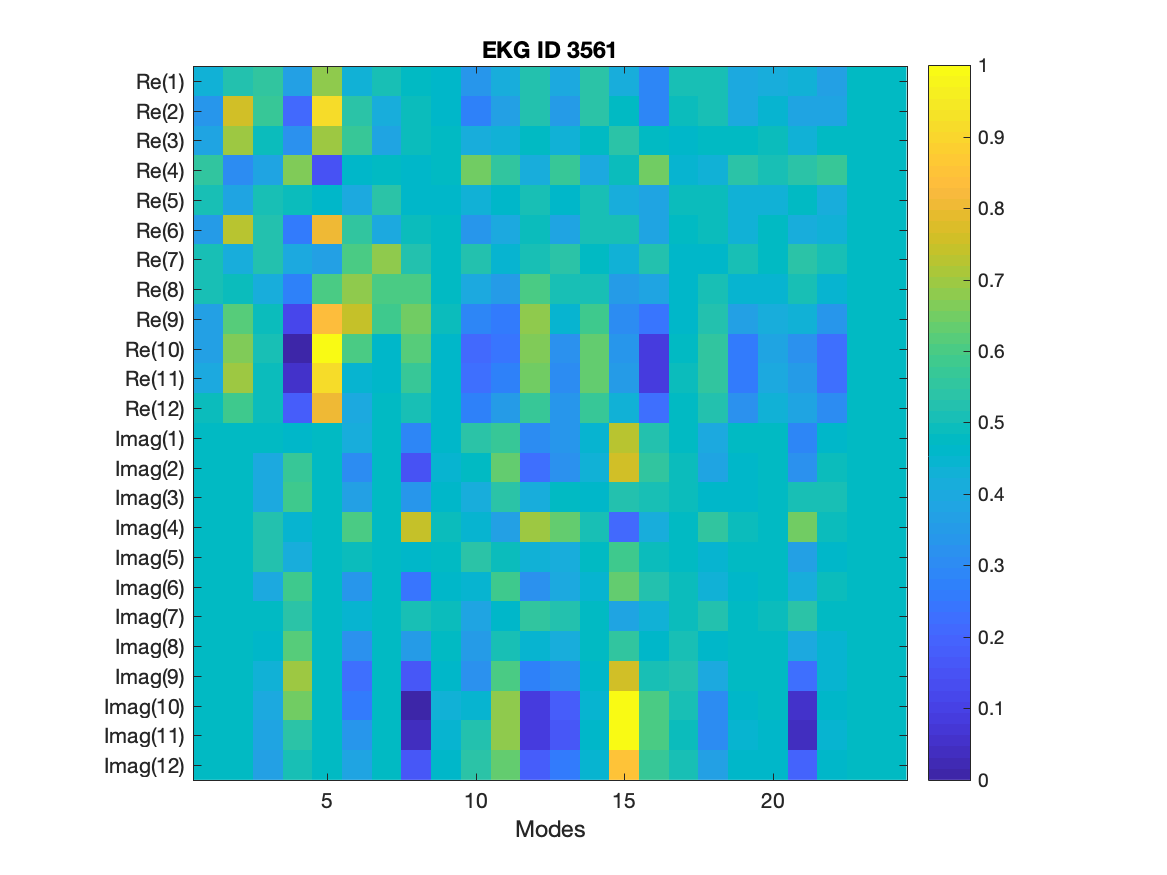 EKG ID 3561
Re(1)
Re(2)
Re(3)
Re(4)
Re(5)
Re(6)
Re(7)
Re(8)
Re(9)
Re(10)
Re(11)
Re(12)
Imag(1)
Imag(2)
Imag(3)
Imag(4)
Imag(5)
Imag(6)
Imag(7)
Imag(8)
Imag(9)
Imag(10)
Imag(11)
Imag(12)
5 10 15 20
Modes
1
0.9
0.8
0.7
0.6
0.5
0.4
0.3
0.2
0.1
0